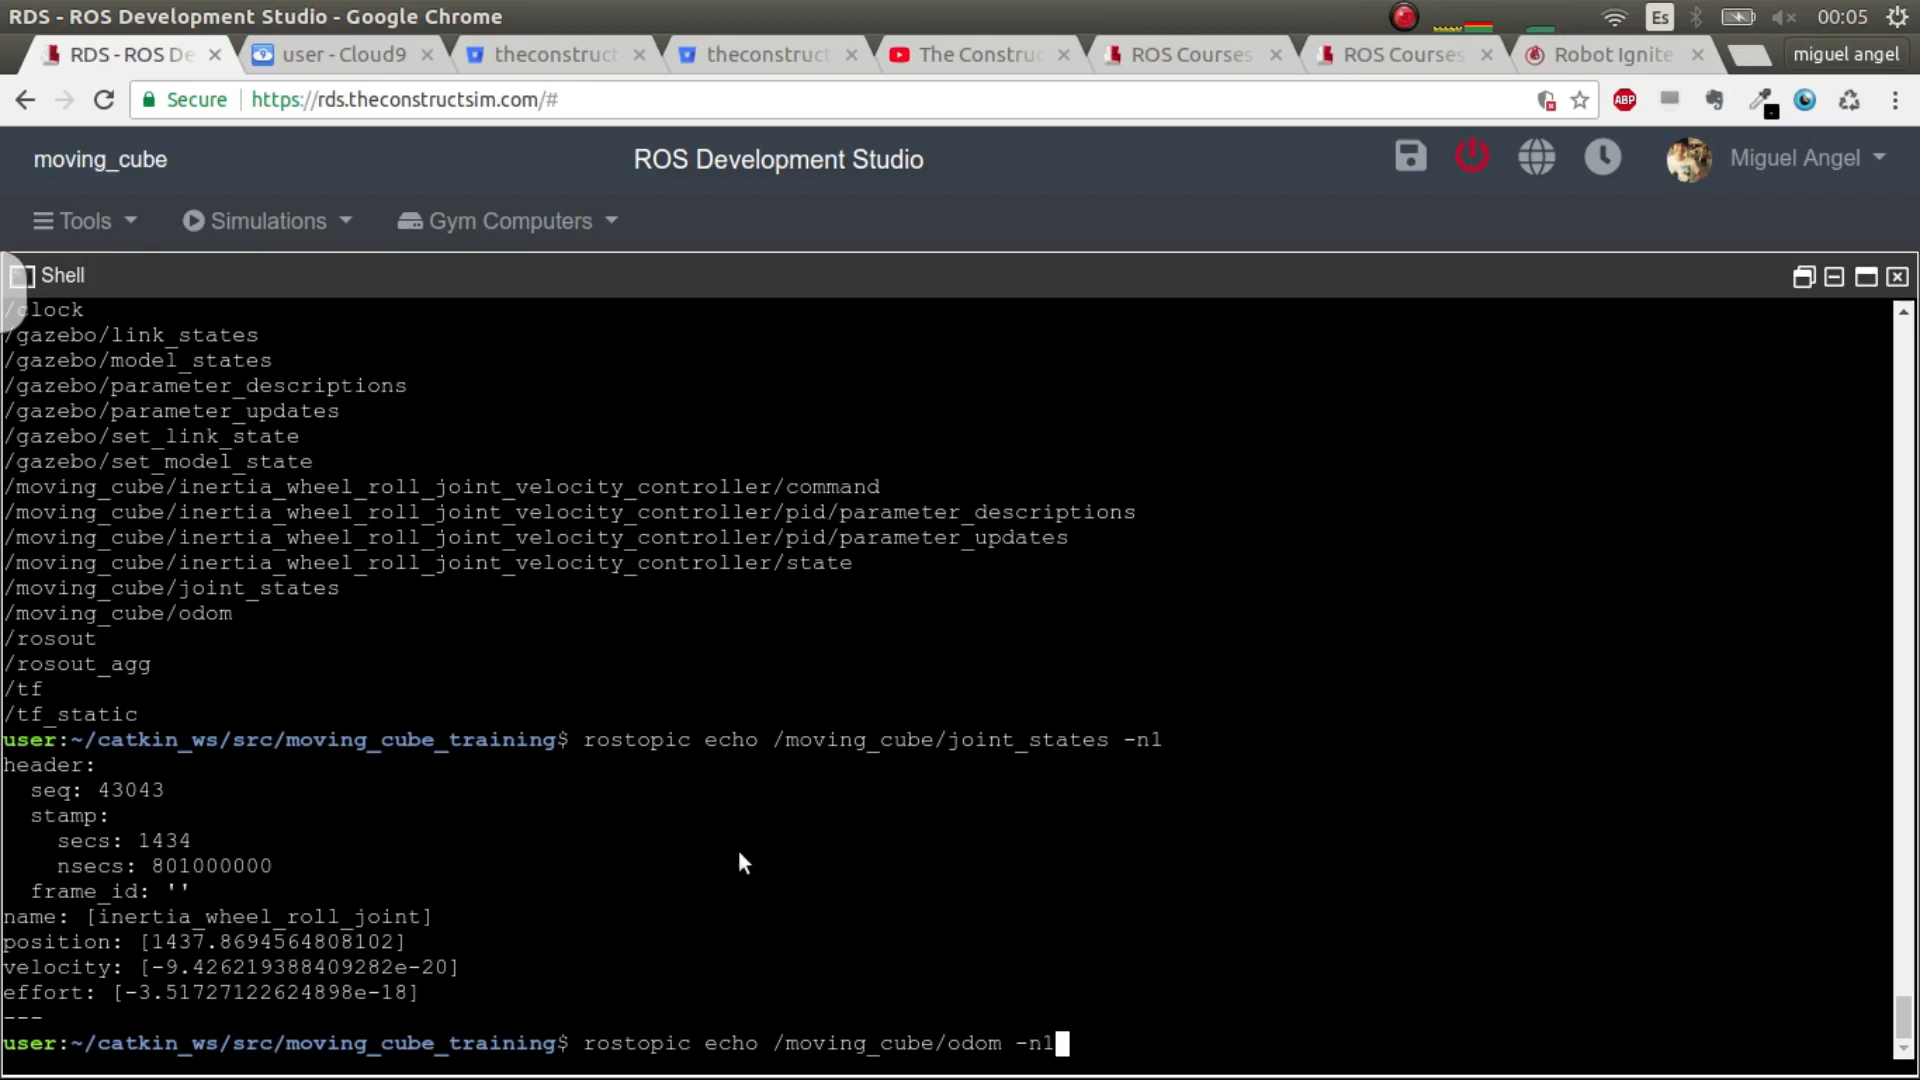 RDS - ROS Development Studio - Google Chrome
Es
00:05
RDS - ROS De
user - Cloud9
theconstruct
theconstruct
The Construc
ROS Courses
ROS Courses
Robot Ignite
miguel angel
Secure
https://rds.theconstructsim.com/#
ABP
moving_cube
ROS Development Studio
Miguel Angel
Tools
Simulations
Gym Computers
Shell
/clock
/gazebo/link_states
/gazebo/model_states
/gazebo/parameter_descriptions
/gazebo/parameter_updates
/gazebo/set_link_state
/gazebo/set_model_state
/moving_cube/inertia_wheel_roll_joint_velocity_controller/command
/moving_cube/inertia_wheel_roll_joint_velocity_controller/pid/parameter_descriptions
/moving_cube/inertia_wheel_roll_joint_velocity_controller/pid/parameter_updates
/moving_cube/inertia_wheel_roll_joint_velocity_controller/state
/moving_cube/joint_states
/moving_cube/odom
/rosout
/rosout_agg
/tf
/tf_static
user:~/catkin_ws/src/moving_cube_training$ rostopic echo /moving_cube/joint_states -n1
header:
  seq: 43043
  stamp:
    secs: 1434
    nsecs: 801000000
  frame_id: ''
name: [inertia_wheel_roll_joint]
position: [1437.8694564808102]
velocity: [-9.426219388409282e-20]
effort: [-3.51727122624898e-18]
---
user:~/catkin_ws/src/moving_cube_training$ rostopic echo /moving_cube/odom -n1